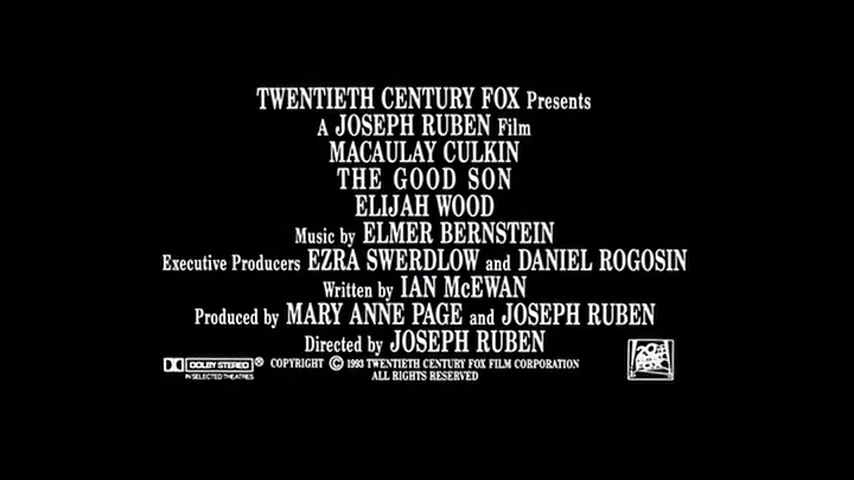 TWENTIETH CENTURY FOX Presents
A JOSEPH RUBEN Film
MACAULAY CULKIN
THE GOOD SON
ELIJAH WOOD
Music by ELMER BERNSTEIN
Executive Producers EZRA SWERDLOW and DANIEL ROGOSIN
Written by IAN McEWAN
Produced by MARY ANNE PAGE and JOSEPH RUBEN
Directed by JOSEPH RUBEN
DOLBY STEREO ® COPYRIGHT © 1993 TWENTIETH CENTURY FOX FILM CORPORATION
IN SELECTED THEATRES ALL RIGHTS RESERVED
20th CENTURY FOX